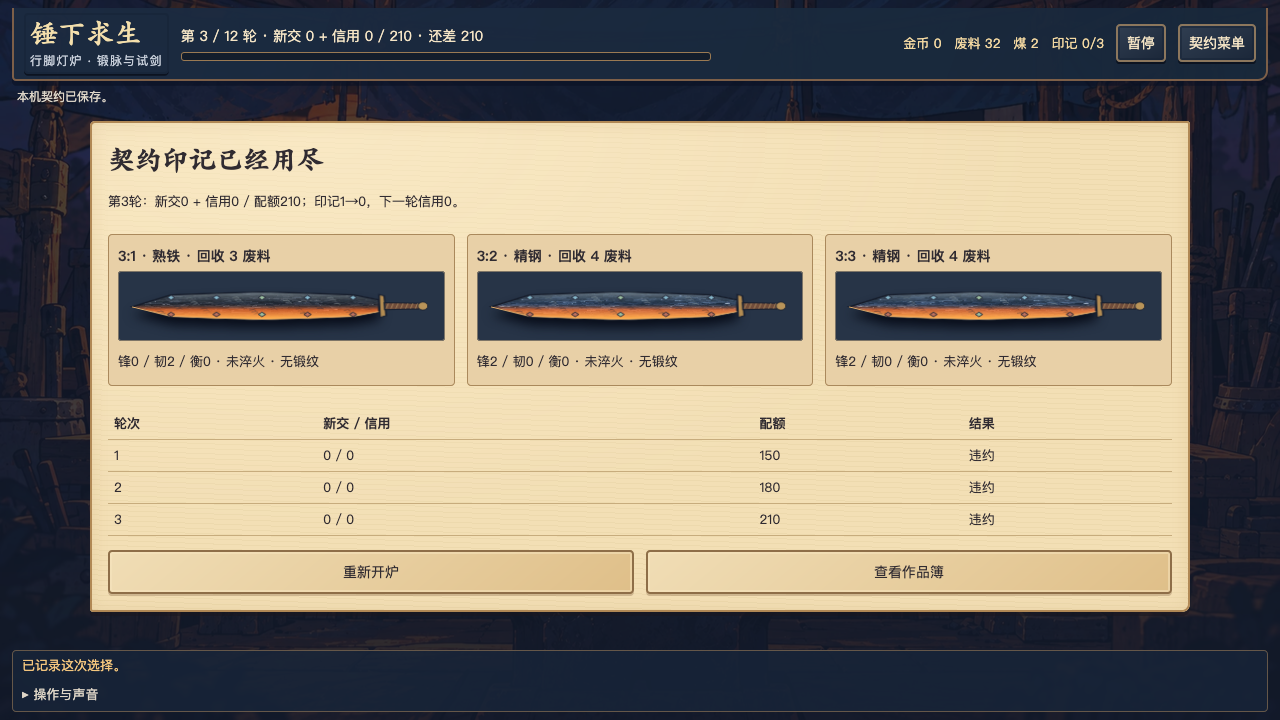 锤下求生
行脚灯炉 · 锻脉与试剑
第 3 / 12 轮 · 新交 0 + 信用 0 / 210 · 还差 210
金币 0 废料 32 煤 2 印记 0/3
暂停
契约菜单
本机契约已保存。
契约印记已经用尽
第3轮：新交0 + 信用0 / 配额210；印记1→0，下一轮信用0。
3:1 · 熟铁 · 回收 3 废料
锋0 / 韧2 / 衡0 · 未淬火 · 无锻纹
3:2 · 精钢 · 回收 4 废料
锋2 / 韧0 / 衡0 · 未淬火 · 无锻纹
3:3 · 精钢 · 回收 4 废料
锋2 / 韧0 / 衡0 · 未淬火 · 无锻纹
轮次 新交 / 信用 配额 结果
1 0 / 0 150 违约
2 0 / 0 180 违约
3 0 / 0 210 违约
重新开炉
查看作品簿
已记录这次选择。
▸ 操作与声音